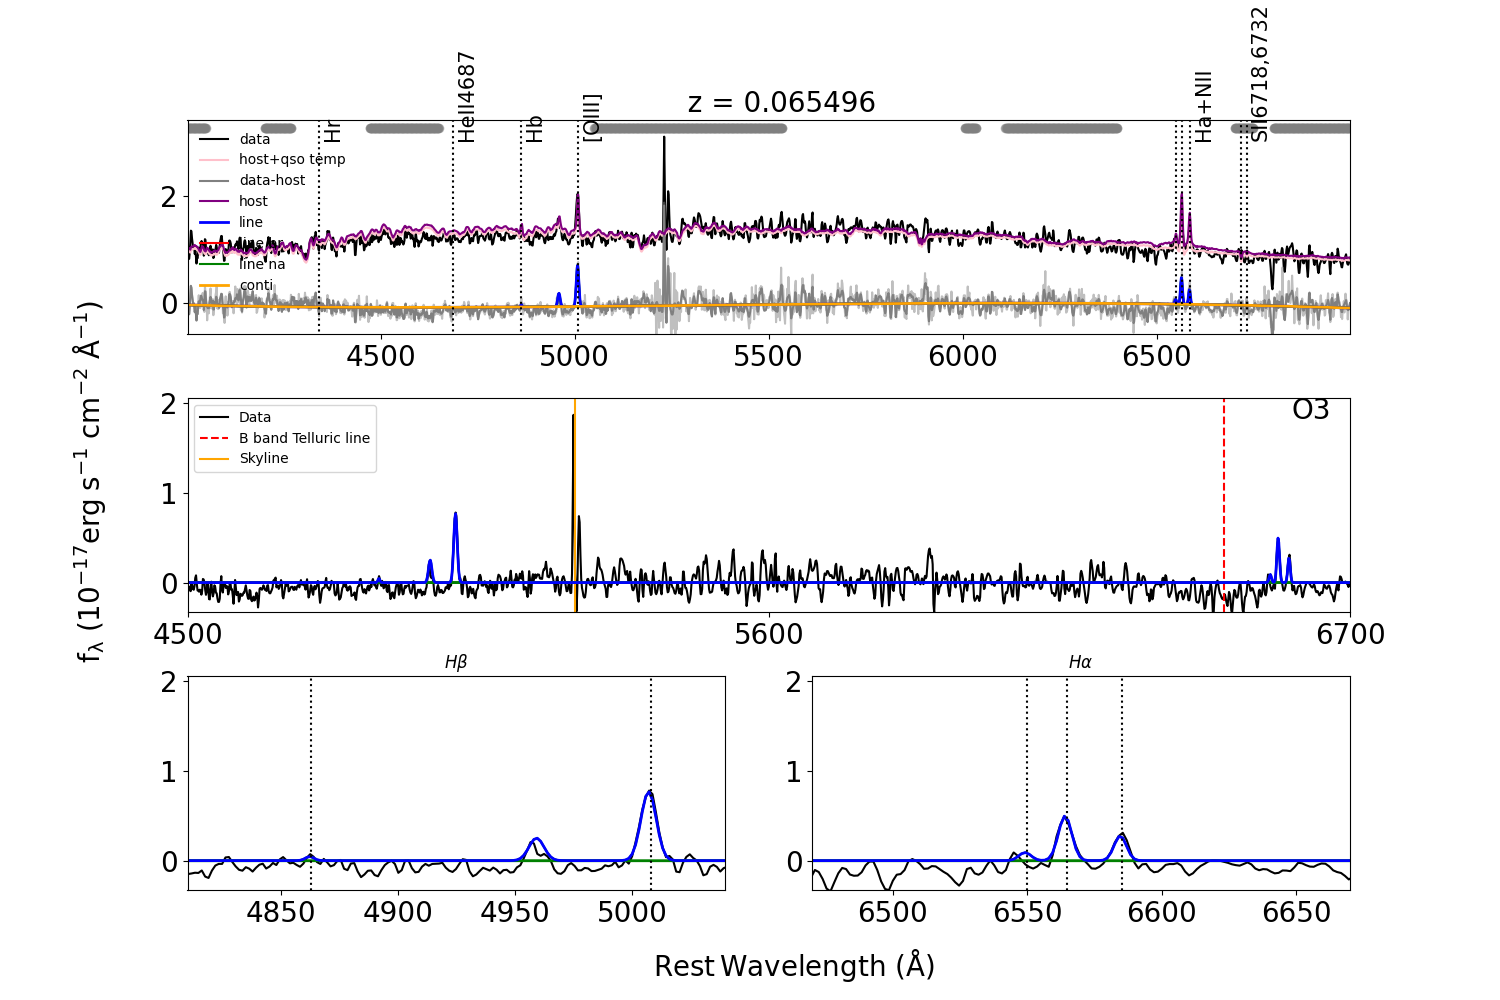 z = 0.065496
Hr
HeII4687
Hb
[OIII]
Ha+NII
SII6718,6732
data
host+qso temp
data-host
host
line
line na
conti
2
0
4500 5000 5500 6000 6500
fλ (10⁻¹⁷erg s⁻¹ cm⁻² Å⁻¹)
O3
Data
B band Telluric line
Skyline
2
1
0
4500 5600 6700
Hβ
2
1
0
4850 4900 4950 5000
Hα
2
1
0
6500 6550 6600 6650
Rest Wavelength (Å)